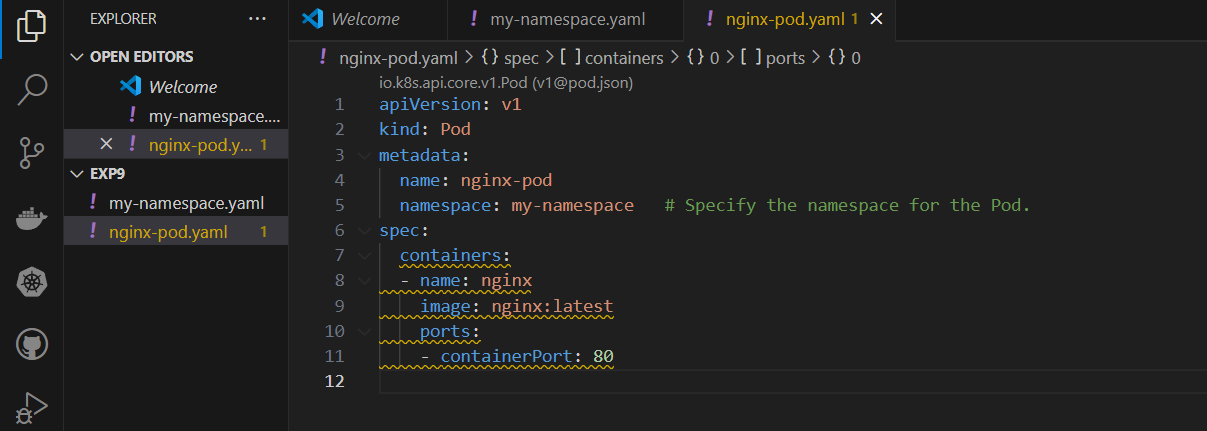 EXPLORER ...
OPEN EDITORS
Welcome
! my-namespace....
! nginx-pod.y... 1
EXP9
! my-namespace.yaml
! nginx-pod.yaml 1
Welcome ! my-namespace.yaml ! nginx-pod.yaml 1
! nginx-pod.yaml > {} spec > [ ] containers > {} 0 > [ ] ports > {} 0
io.k8s.api.core.v1.Pod (v1@pod.json)
1 apiVersion: v1
2 kind: Pod
3 metadata:
4   name: nginx-pod
5   namespace: my-namespace   # Specify the namespace for the Pod.
6 spec:
7   containers:
8   - name: nginx
9     image: nginx:latest
10     ports:
11     - containerPort: 80
12